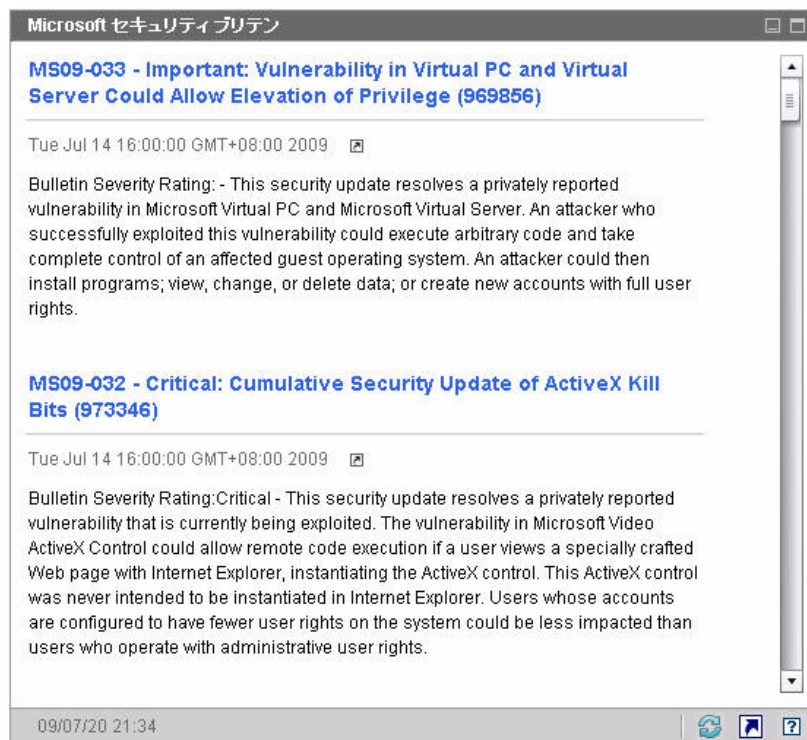 Microsoft セキュリティブリテン
MS09-033 - Important: Vulnerability in Virtual PC and Virtual
Server Could Allow Elevation of Privilege (969856)
Tue Jul 14 16:00:00 GMT+08:00 2009
Bulletin Severity Rating: - This security update resolves a privately reported
vulnerability in Microsoft Virtual PC and Microsoft Virtual Server. An attacker who
successfully exploited this vulnerability could execute arbitrary code and take
complete control of an affected guest operating system. An attacker could then
install programs; view, change, or delete data; or create new accounts with full user
rights.
MS09-032 - Critical: Cumulative Security Update of ActiveX Kill
Bits (973346)
Tue Jul 14 16:00:00 GMT+08:00 2009
Bulletin Severity Rating:Critical - This security update resolves a privately reported
vulnerability that is currently being exploited. The vulnerability in Microsoft Video
ActiveX Control could allow remote code execution if a user views a specially crafted
Web page with Internet Explorer, instantiating the ActiveX control. This ActiveX control
was never intended to be instantiated in Internet Explorer. Users whose accounts
are configured to have fewer user rights on the system could be less impacted than
users who operate with administrative user rights.
09/07/20 21:34
?